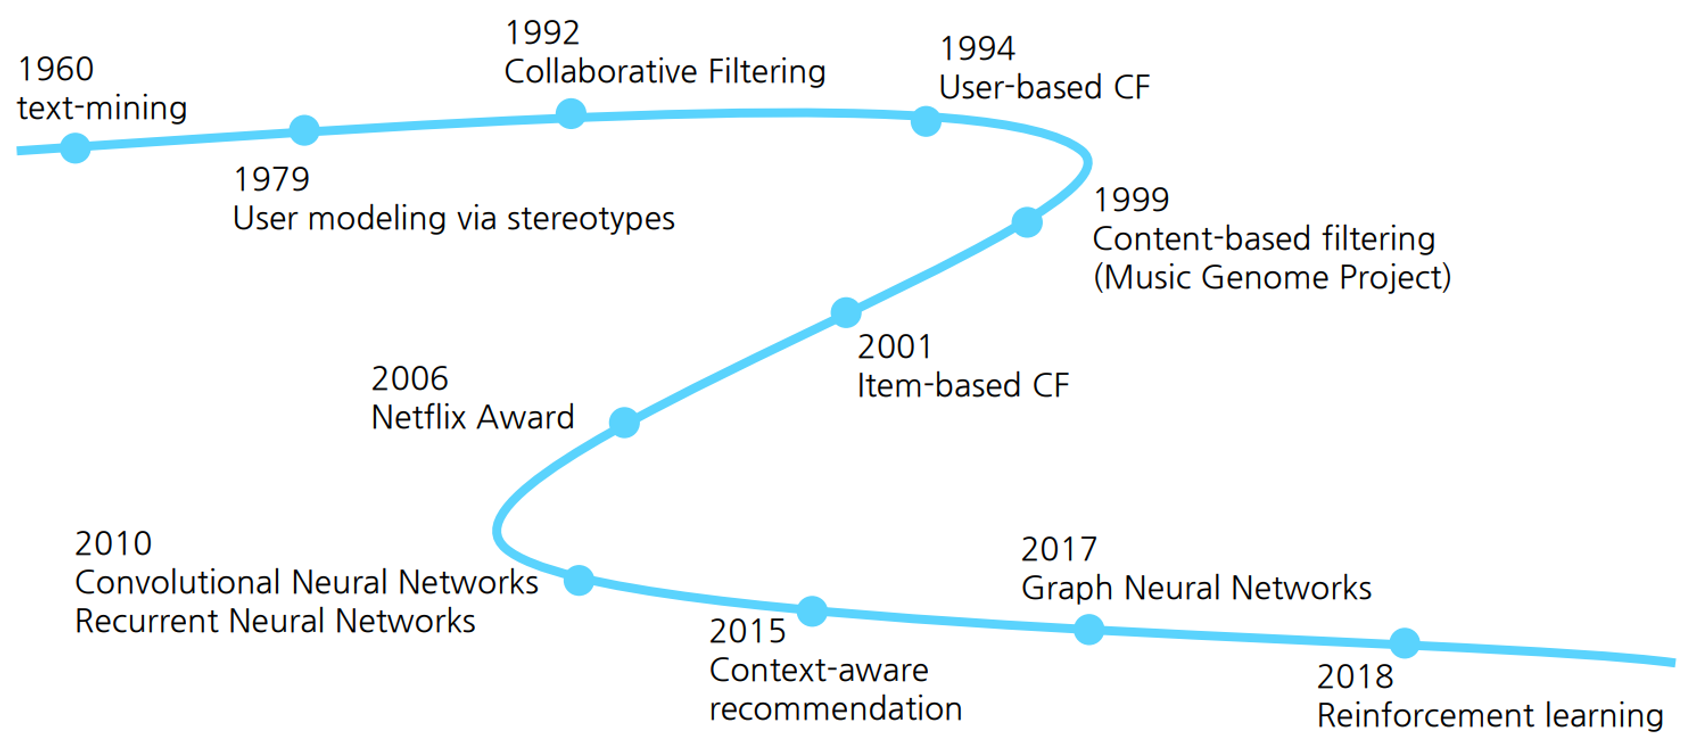 1960
text-mining
1979
User modeling via stereotypes
1992
Collaborative Filtering
1994
User-based CF
1999
Content-based filtering
(Music Genome Project)
2001
Item-based CF
2006
Netflix Award
2010
Convolutional Neural Networks
Recurrent Neural Networks
2015
Context-aware
recommendation
2017
Graph Neural Networks
2018
Reinforcement learning